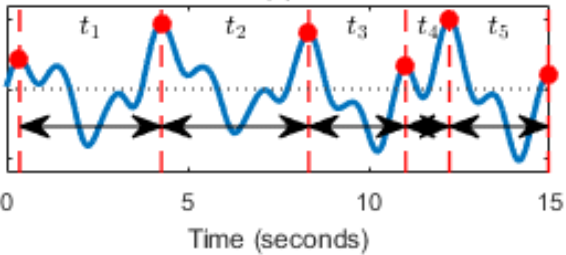 t₁ t₂ t₃ t₄ t₅
0 5 10 15
Time (seconds)